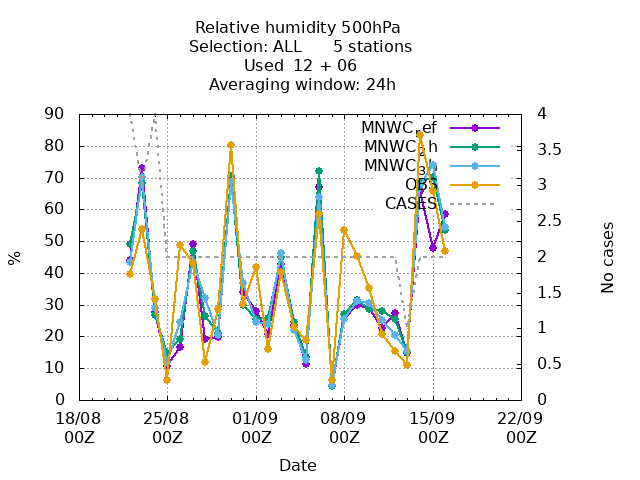 Relative humidity 500hPa
Selection: ALL 5 stations
Used 12 + 06
Averaging window: 24h
90
80
70
60
50
40
30
20
10
0
%
4
3.5
3
2.5
2
1.5
1
0.5
0
No cases
MNWC_ref
MNWC_2h
MNWC_3
OBS
CASES
18/08 25/08 01/09 08/09 15/09 22/09
00Z 00Z 00Z 00Z 00Z 00Z
Date